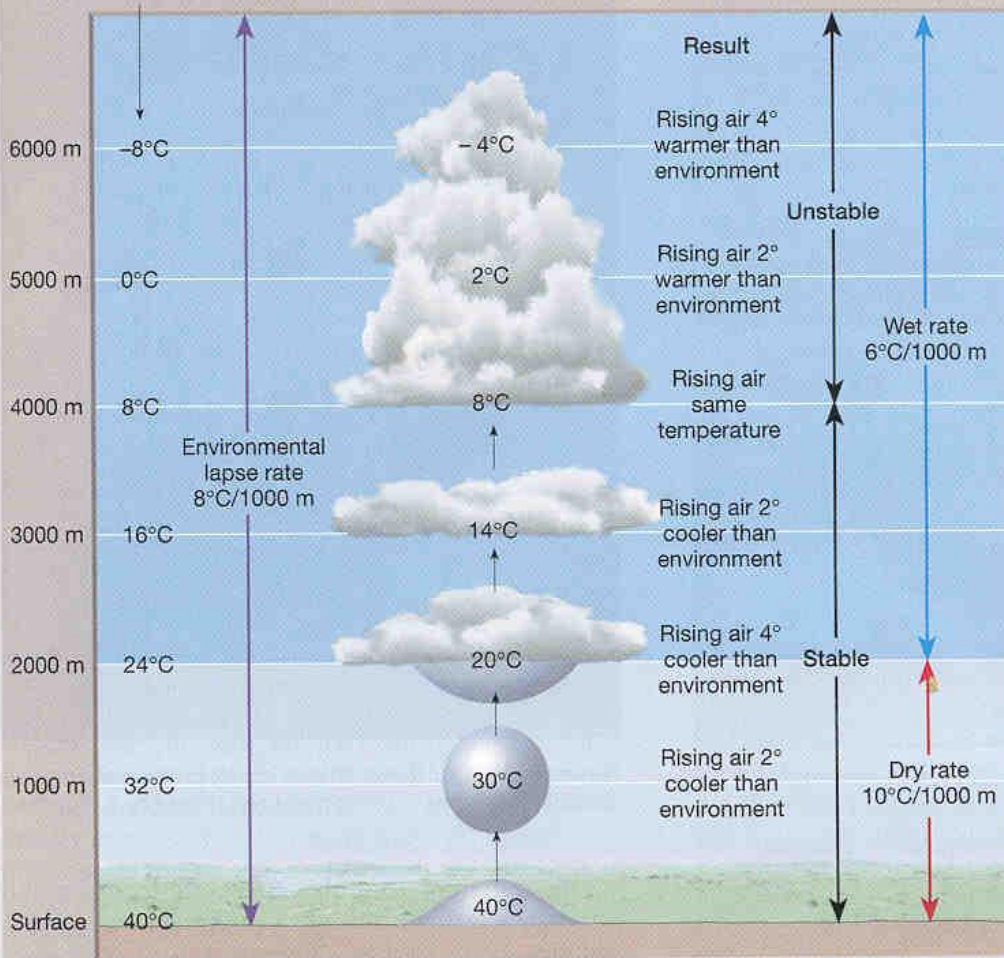 Result
6000 m
–8°C
– 4°C
Rising air 4°
warmer than
environment
Unstable
5000 m
0°C
2°C
Rising air 2°
warmer than
environment
Wet rate
6°C/1000 m
4000 m
8°C
8°C
Rising air
same
temperature
Environmental
lapse rate
8°C/1000 m
3000 m
16°C
14°C
Rising air 2°
cooler than
environment
2000 m
24°C
20°C
Rising air 4°
cooler than
environment
Stable
1000 m
32°C
30°C
Rising air 2°
cooler than
environment
Dry rate
10°C/1000 m
Surface
40°C
40°C